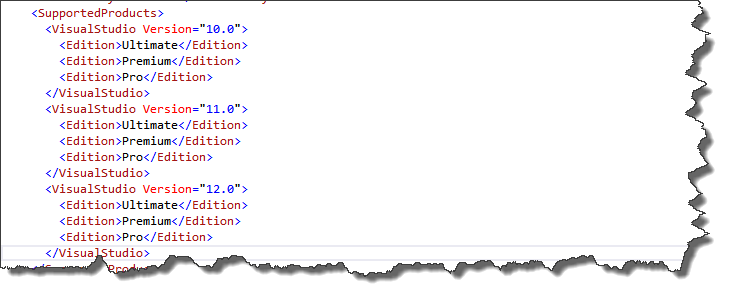 <SupportedProducts>
<VisualStudio Version="10.0">
<Edition>Ultimate</Edition>
<Edition>Premium</Edition>
<Edition>Pro</Edition>
</VisualStudio>
<VisualStudio Version="11.0">
<Edition>Ultimate</Edition>
<Edition>Premium</Edition>
<Edition>Pro</Edition>
</VisualStudio>
<VisualStudio Version="12.0">
<Edition>Ultimate</Edition>
<Edition>Premium</Edition>
<Edition>Pro</Edition>
</VisualStudio>